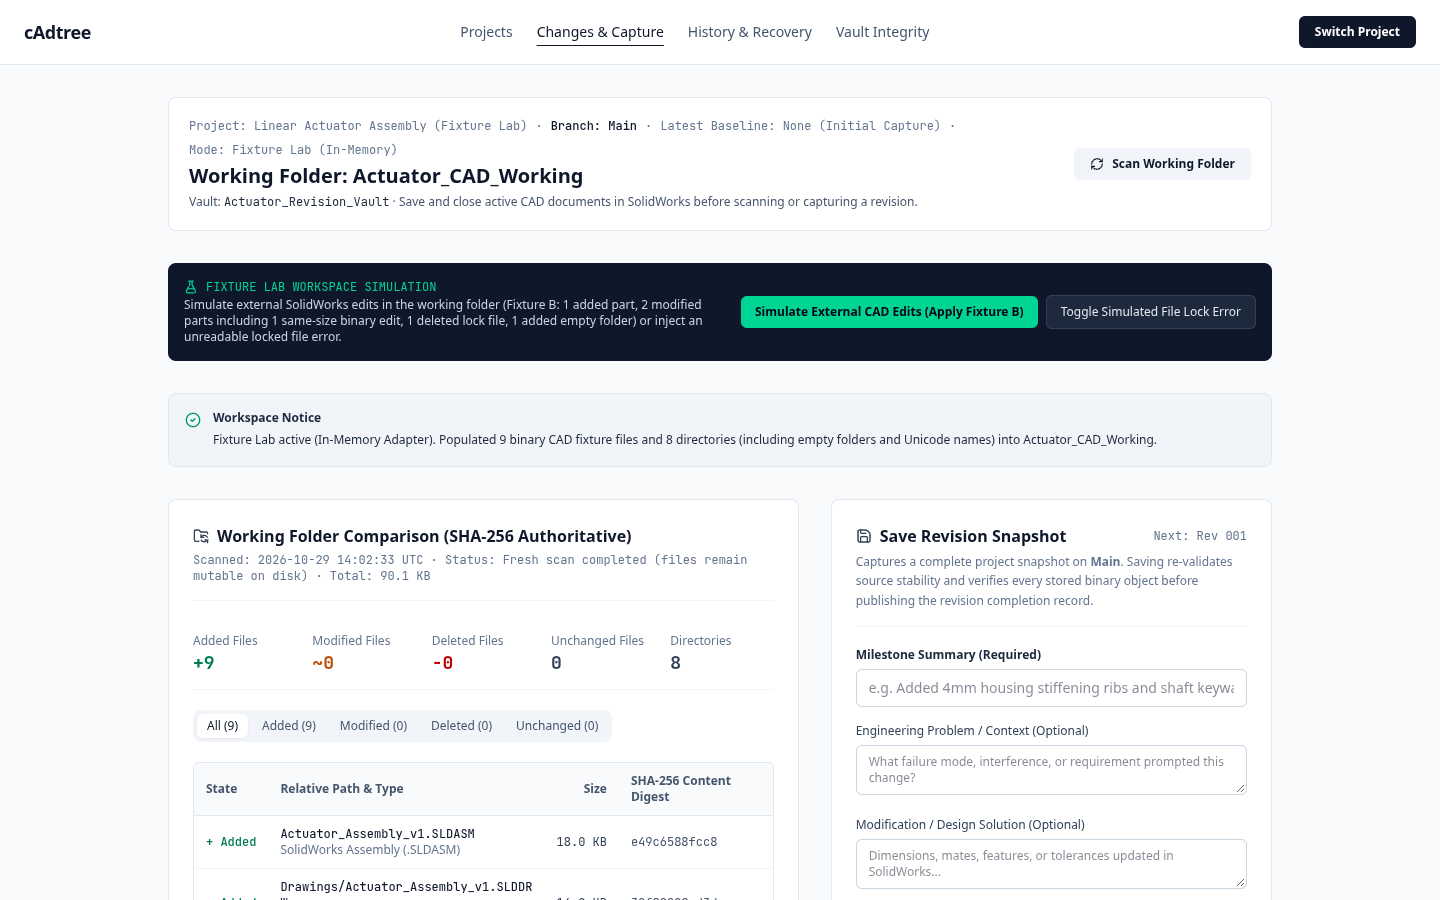 cAdtree
Projects
Changes & Capture
History & Recovery
Vault Integrity
Switch Project
Project: Linear Actuator Assembly (Fixture Lab) · Branch: Main · Latest Baseline: None (Initial Capture) ·
Mode: Fixture Lab (In-Memory)
Working Folder: Actuator_CAD_Working
Vault: Actuator_Revision_Vault · Save and close active CAD documents in SolidWorks before scanning or capturing a revision.
Scan Working Folder
FIXTURE LAB WORKSPACE SIMULATION
Simulate external SolidWorks edits in the working folder (Fixture B: 1 added part, 2 modified
parts including 1 same-size binary edit, 1 deleted lock file, 1 added empty folder) or inject an
unreadable locked file error.
Simulate External CAD Edits (Apply Fixture B)
Toggle Simulated File Lock Error
Workspace Notice
Fixture Lab active (In-Memory Adapter). Populated 9 binary CAD fixture files and 8 directories (including empty folders and Unicode names) into Actuator_CAD_Working.
Working Folder Comparison (SHA-256 Authoritative)
Scanned: 2026-10-29 14:02:33 UTC · Status: Fresh scan completed (files remain
mutable on disk) · Total: 90.1 KB
Added Files
+9
Modified Files
~0
Deleted Files
-0
Unchanged Files
0
Directories
8
All (9)
Added (9)
Modified (0)
Deleted (0)
Unchanged (0)
State
Relative Path & Type
Size
SHA-256 Content
Digest
+ Added
Actuator_Assembly_v1.SLDASM
SolidWorks Assembly (.SLDASM)
18.0 KB
e49c6588fcc8
Drawings/Actuator_Assembly_v1.SLDDR
Save Revision Snapshot
Next: Rev 001
Captures a complete project snapshot on Main. Saving re-validates
source stability and verifies every stored binary object before
publishing the revision completion record.
Milestone Summary (Required)
e.g. Added 4mm housing stiffening ribs and shaft keywa
Engineering Problem / Context (Optional)
What failure mode, interference, or requirement prompted this
change?
Modification / Design Solution (Optional)
Dimensions, mates, features, or tolerances updated in
SolidWorks...